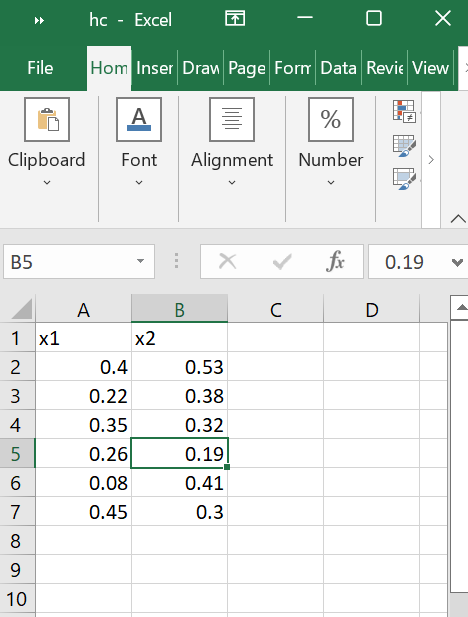 hc - Excel
File Hom Inser Draw Page Form Data Revie View
Clipboard Font Alignment Number
B5 fx 0.19
A B C D
1 x1 x2
2 0.4 0.53
3 0.22 0.38
4 0.35 0.32
5 0.26 0.19
6 0.08 0.41
7 0.45 0.3
8
9
10